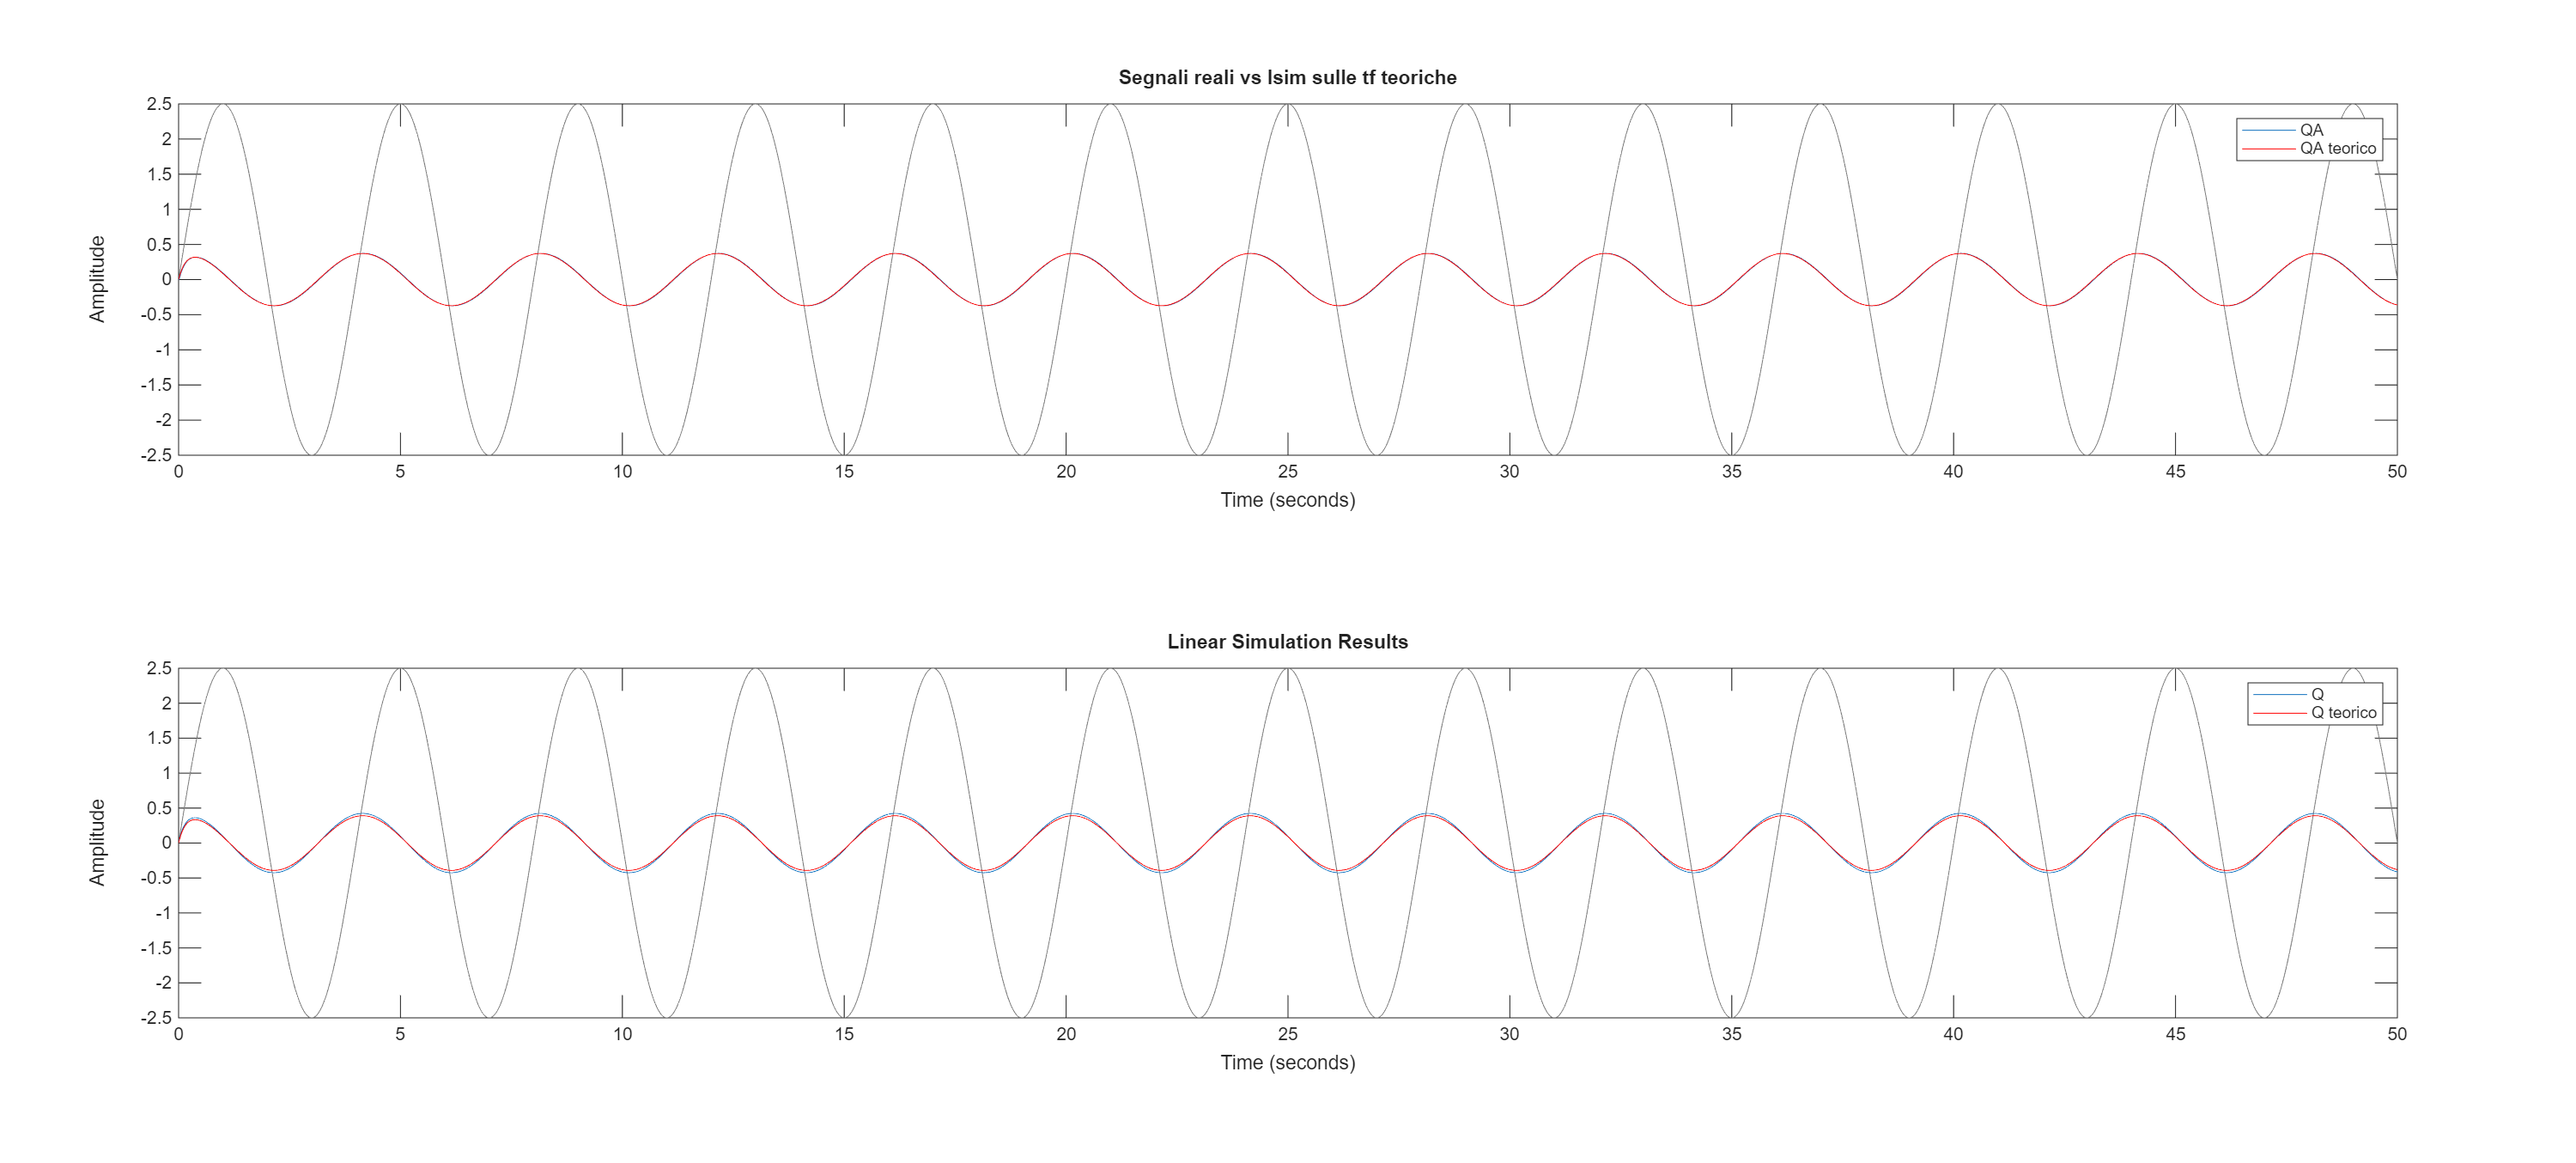 Segnali reali vs lsim sulle tf teoriche
2.5
2
1.5
1
0.5
0
-0.5
-1
-1.5
-2
-2.5
Amplitude
QA
QA teorico
0 5 10 15 20 25 30 35 40 45 50
Time (seconds)
Linear Simulation Results
2.5
2
1.5
1
0.5
0
-0.5
-1
-1.5
-2
-2.5
Amplitude
Q
Q teorico
0 5 10 15 20 25 30 35 40 45 50
Time (seconds)